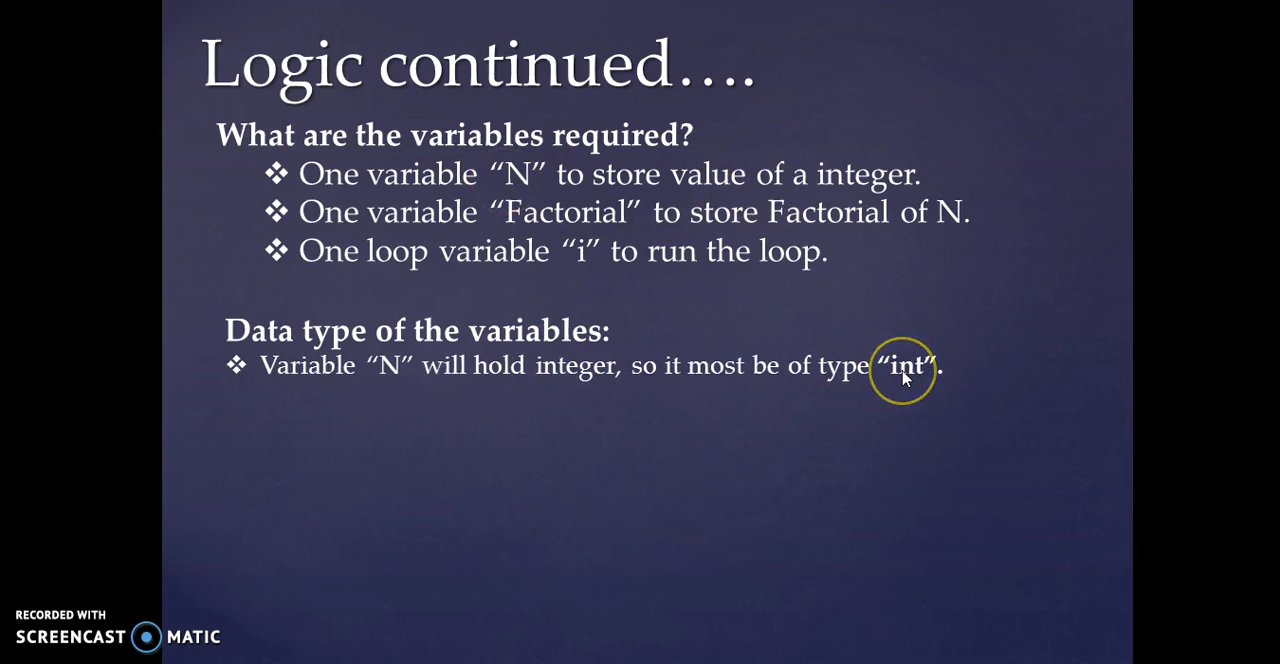 Logic continued….
What are the variables required?
❖ One variable “N” to store value of a integer.
❖ One variable “Factorial” to store Factorial of N.
❖ One loop variable “i” to run the loop.
Data type of the variables:
❖ Variable “N” will hold integer, so it most be of type “int”.
RECORDED WITH
SCREENCAST MATIC